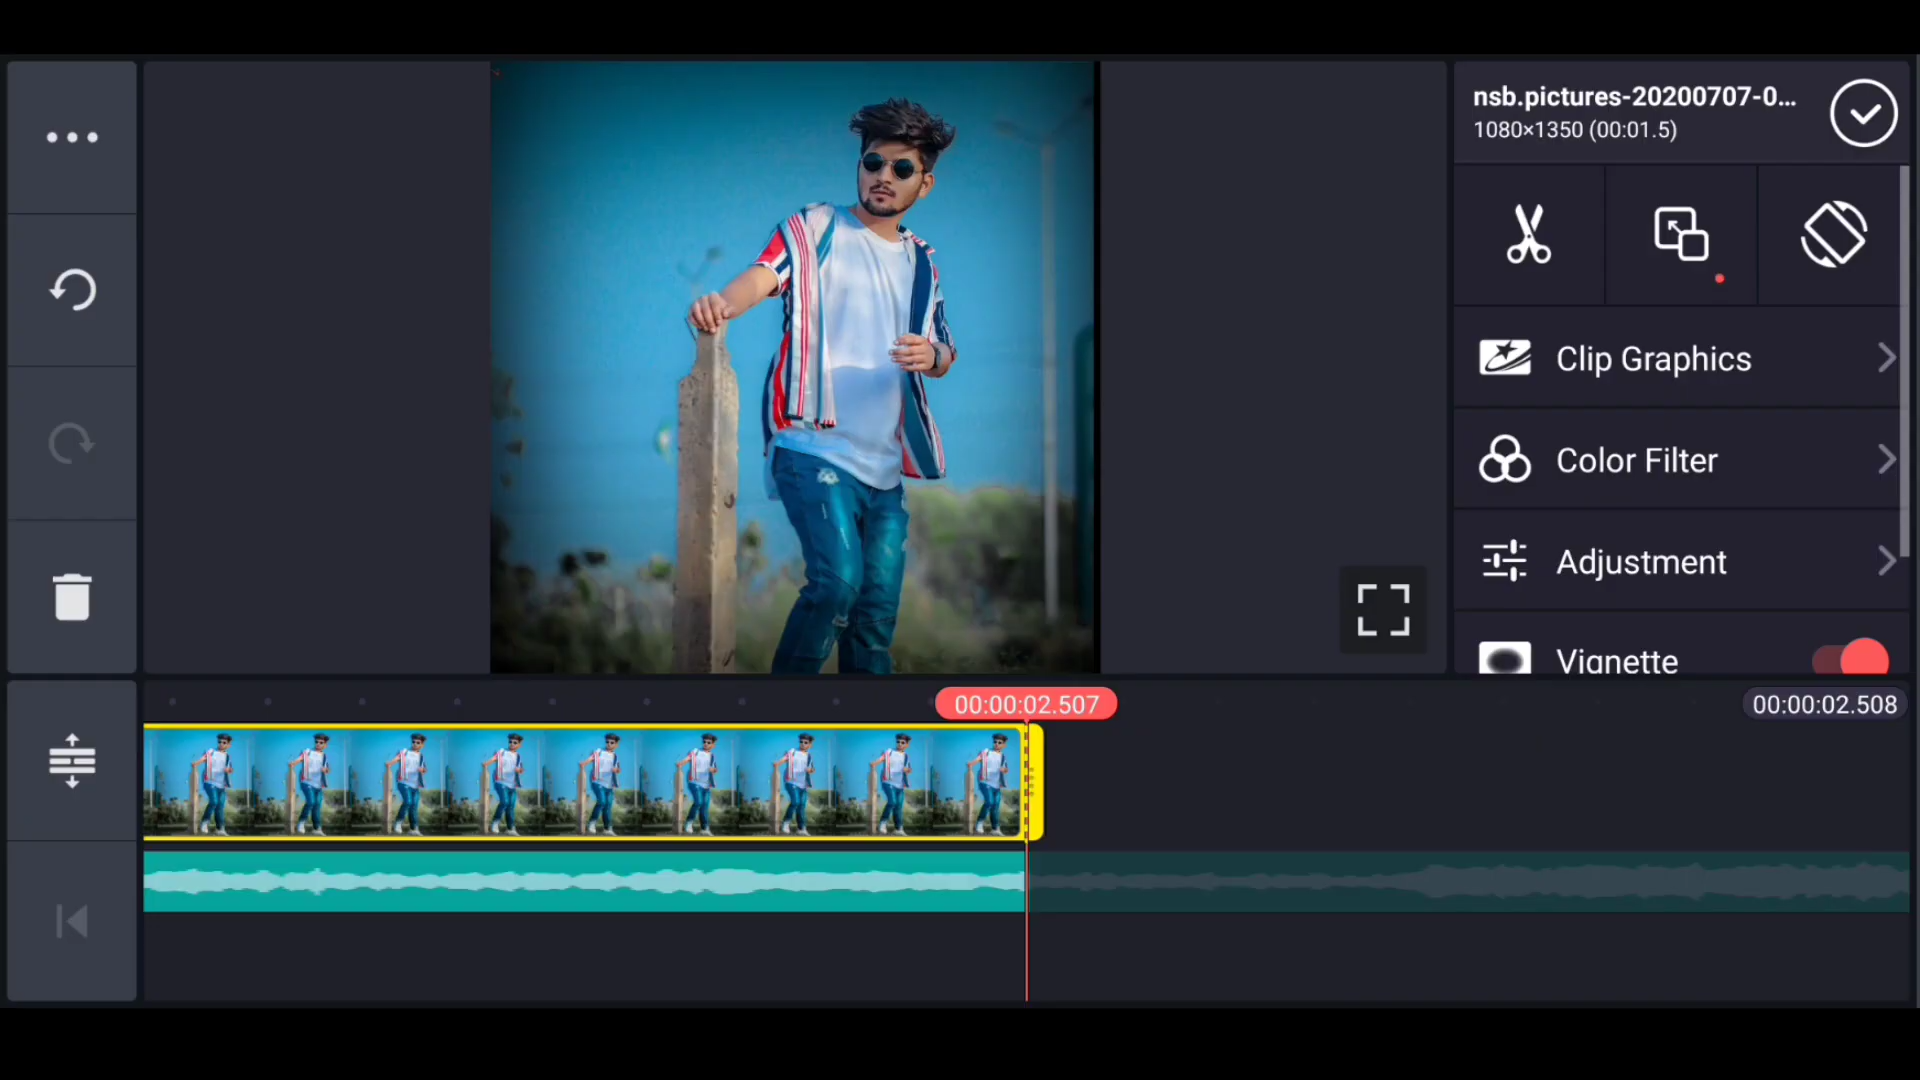 nsb.pictures-20200707-0...
1080×1350 (00:01.5)
Clip Graphics
Color Filter
Adjustment
Vignette
00:00:02.507
00:00:02.508